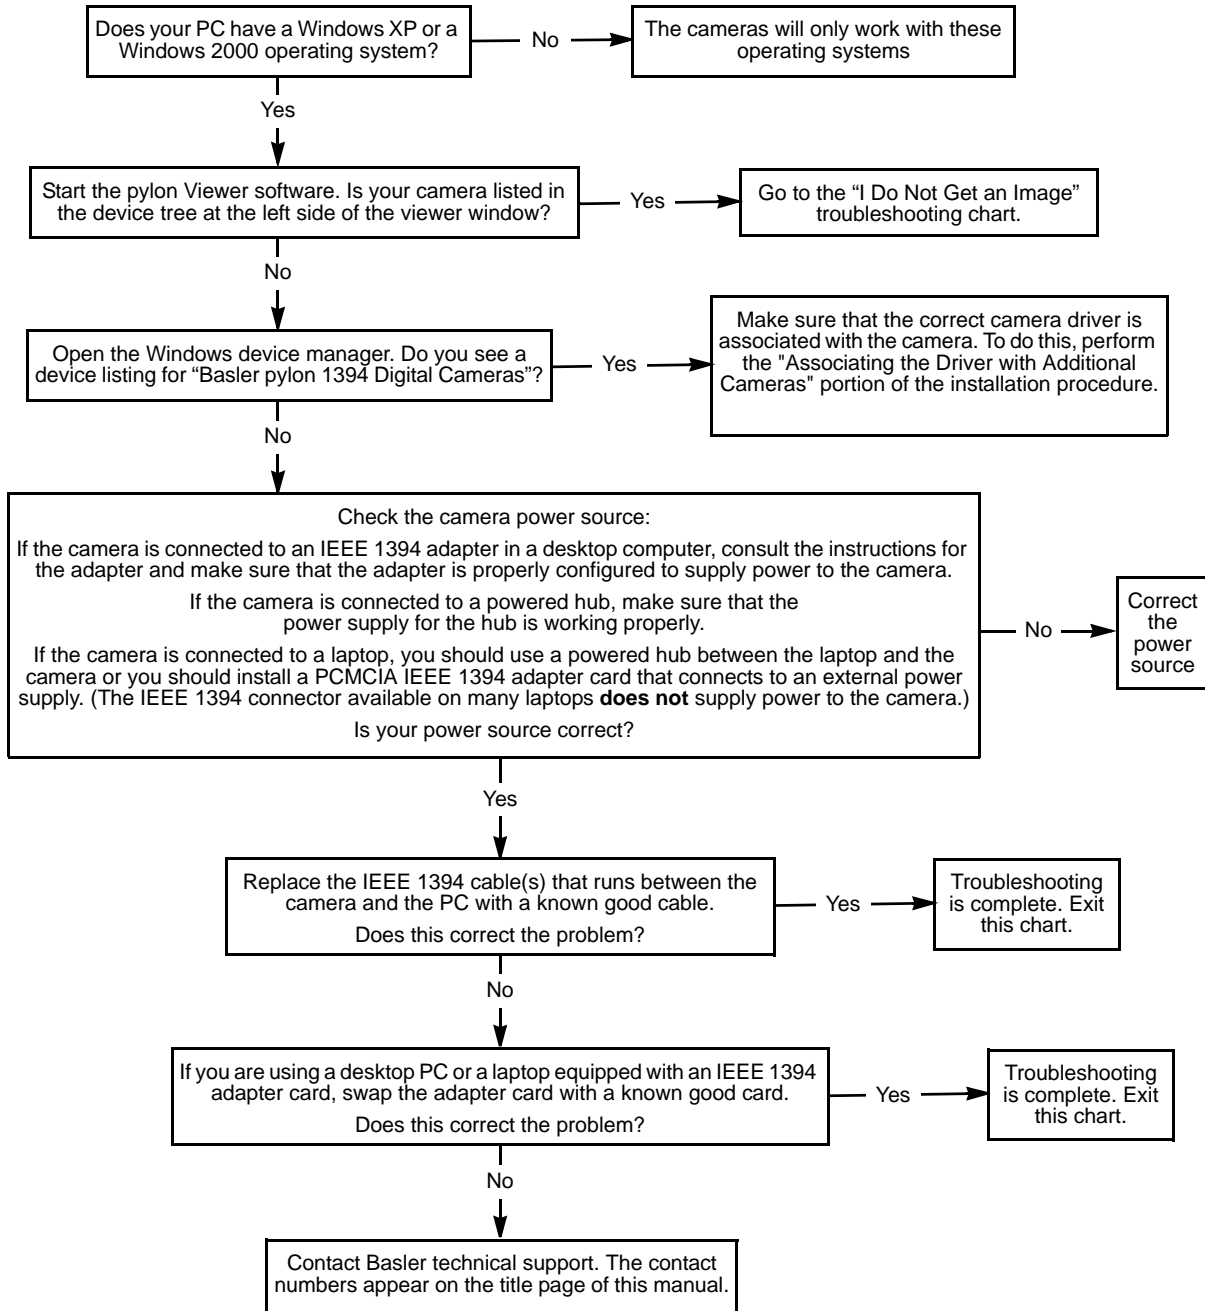 Does your PC have a Windows XP or a
Windows 2000 operating system?
No
The cameras will only work with these
operating systems
Yes
Start the pylon Viewer software. Is your camera listed in
the device tree at the left side of the viewer window?
Yes
Go to the “I Do Not Get an Image”
troubleshooting chart.
No
Open the Windows device manager. Do you see a
device listing for “Basler pylon 1394 Digital Cameras”?
Yes
Make sure that the correct camera driver is
associated with the camera. To do this, perform
the "Associating the Driver with Additional
Cameras" portion of the installation procedure.
No
Check the camera power source:
If the camera is connected to an IEEE 1394 adapter in a desktop computer, consult the instructions for
the adapter and make sure that the adapter is properly configured to supply power to the camera.
If the camera is connected to a powered hub, make sure that the
power supply for the hub is working properly.
If the camera is connected to a laptop, you should use a powered hub between the laptop and the
camera or you should install a PCMCIA IEEE 1394 adapter card that connects to an external power
supply. (The IEEE 1394 connector available on many laptops does not supply power to the camera.)
Is your power source correct?
No
Correct
the
power
source
Yes
Replace the IEEE 1394 cable(s) that runs between the
camera and the PC with a known good cable.
Does this correct the problem?
Yes
Troubleshooting
is complete. Exit
this chart.
No
If you are using a desktop PC or a laptop equipped with an IEEE 1394
adapter card, swap the adapter card with a known good card.
Does this correct the problem?
Yes
Troubleshooting
is complete. Exit
this chart.
No
Contact Basler technical support. The contact
numbers appear on the title page of this manual.